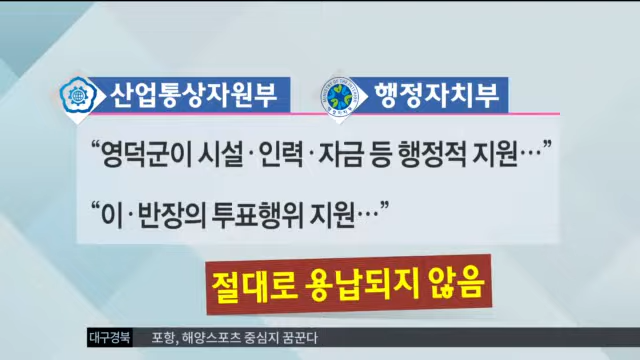 산업통상자원부 행정자치부
“영덕군이 시설·인력·자금 등 행정적 지원…”
“이·반장의 투표행위 지원…”
절대로 용납되지 않음
대구경북 포항, 해양스포츠 중심지 꿈꾼다